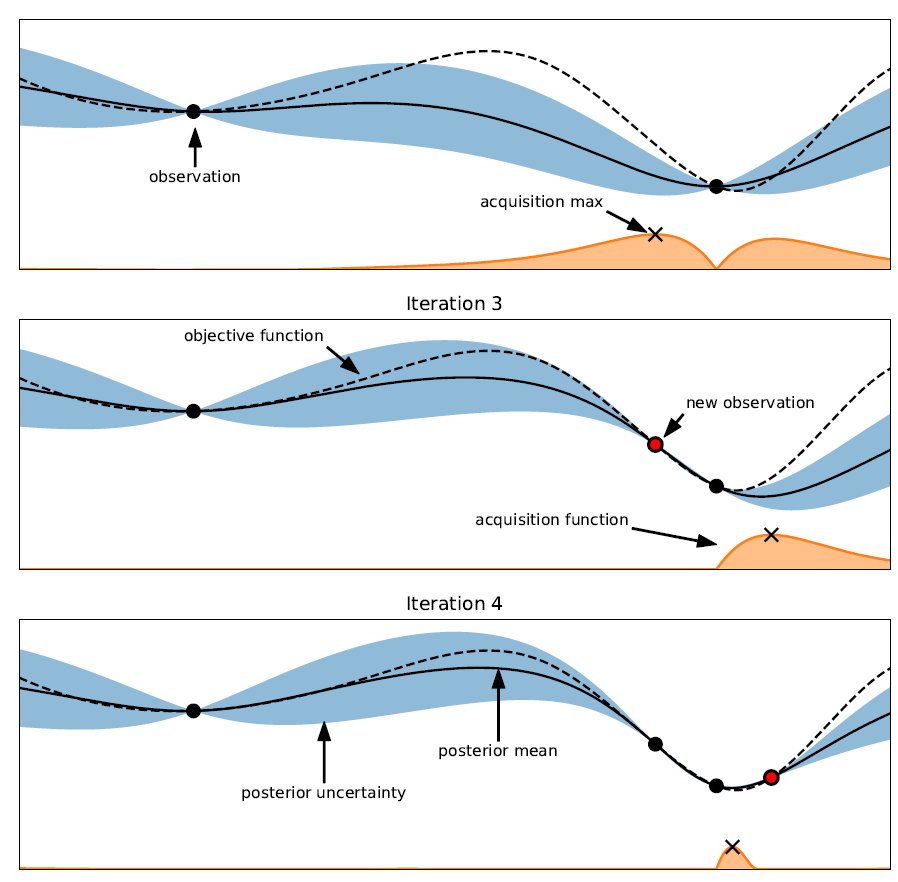 observation
acquisition max
Iteration 3
objective function
new observation
acquisition function
Iteration 4
posterior mean
posterior uncertainty